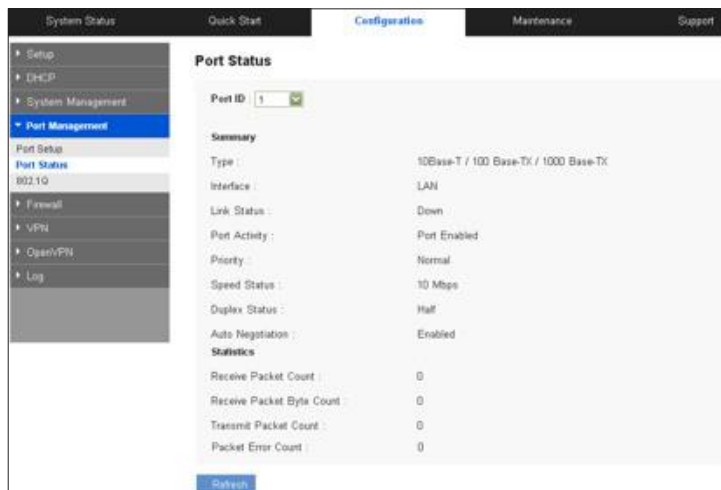 System Status Quick Start Configuration Maintenance Support
Setup
DHCP
System Management
Port Management
Port Setup
Port Status
802.1Q
Firewall
VPN
OpenVPN
Log
Port Status
Port ID 1
Summary
Type : 10Base-T / 100 Base-TX / 1000 Base-TX
Interface : LAN
Link Status : Down
Port Activity : Port Enabled
Priority : Normal
Speed Status : 10 Mbps
Duplex Status : Half
Auto Negotiation : Enabled
Statistics
Receive Packet Count : 0
Receive Packet Byte Count : 0
Transmit Packet Count : 0
Packet Error Count : 0
Refresh